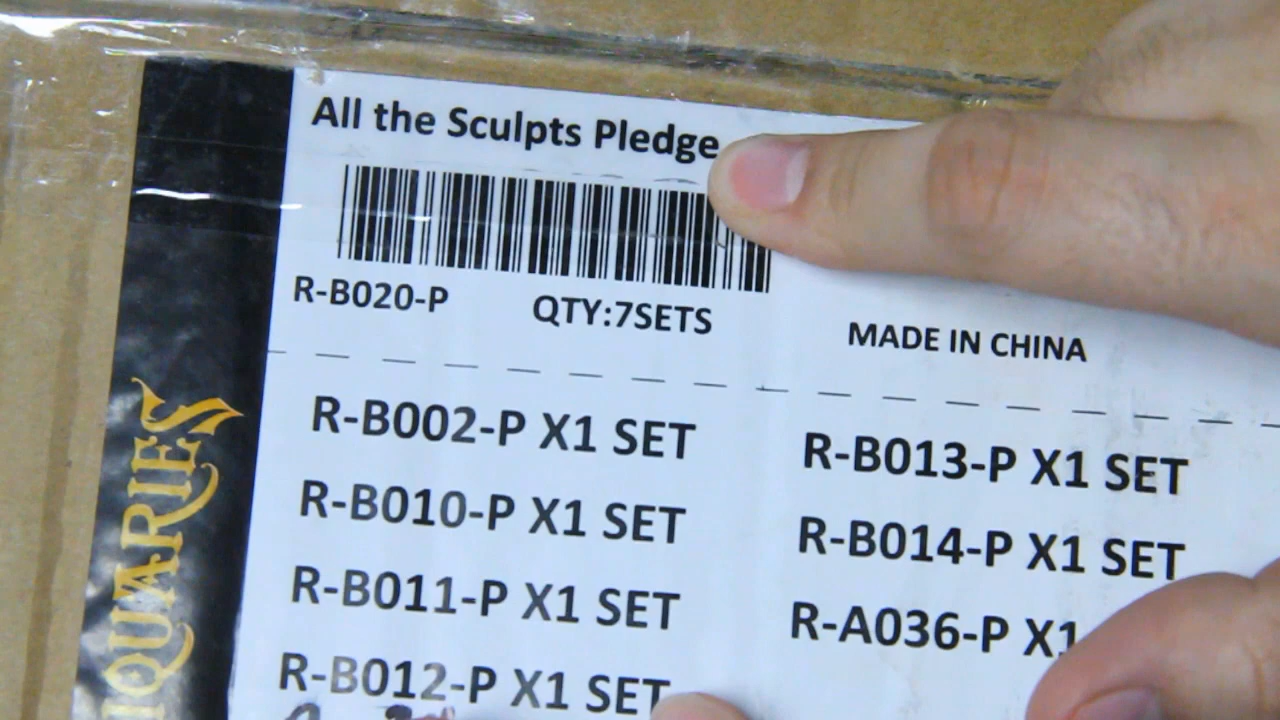 All the Sculpts Pledge
R-B020-P QTY:7SETS MADE IN CHINA
R-B002-P X1 SET
R-B010-P X1 SET
R-B011-P X1 SET
R-B012-P X1 SET
R-B013-P X1 SET
R-B014-P X1 SET
R-A036-P X1
IQUARIES